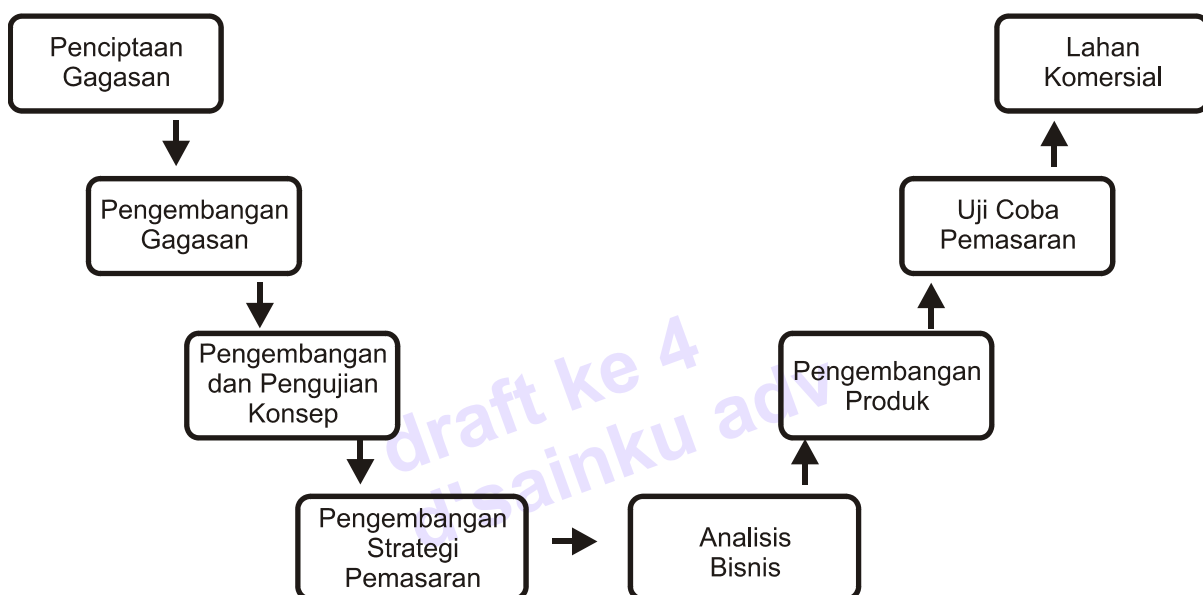 Penciptaan
Gagasan
Pengembangan
Gagasan
Pengembangan
dan Pengujian
Konsep
Pengembangan
Strategi
Pemasaran
Analisis
Bisnis
Pengembangan
Produk
Uji Coba
Pemasaran
Lahan
Komersial
draft ke 4
d'sainku adv